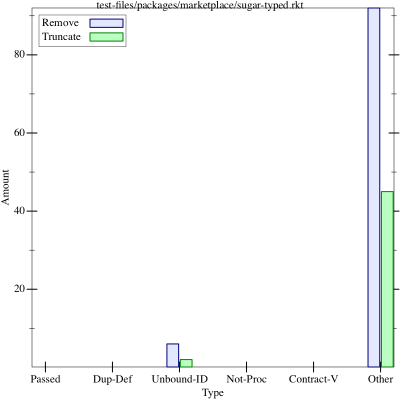 test-files/packages/marketplace/sugar-typed.rkt
Remove
Truncate
80
60
40
20
Amount
Passed Dup-Def Unbound-ID Not-Proc Contract-V Other
Type